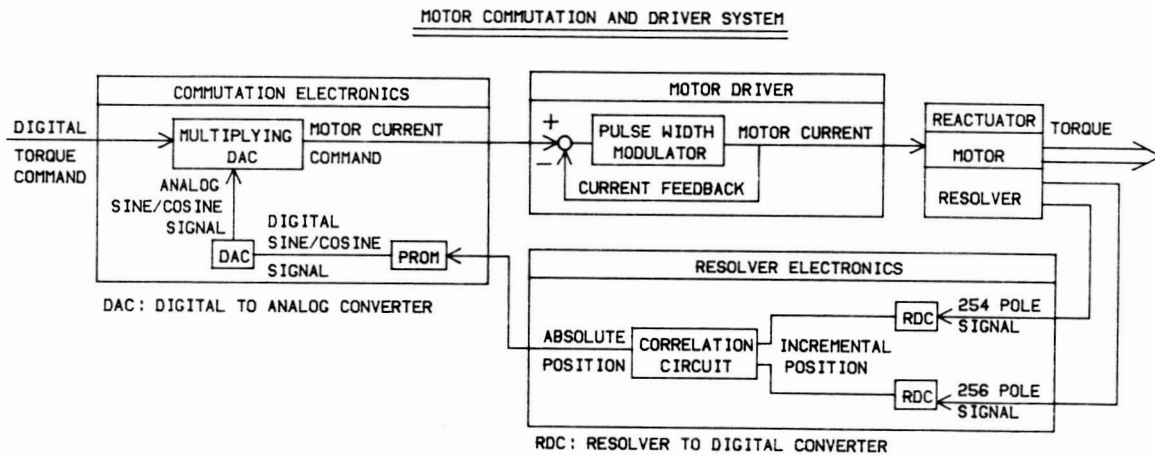 MOTOR COMMUTATION AND DRIVER SYSTEM
COMMUTATION ELECTRONICS
DIGITAL
TORQUE
COMMAND
MULTIPLYING
DAC
MOTOR CURRENT
COMMAND
ANALOG
SINE/COSINE
SIGNAL
DIGITAL
SINE/COSINE
SIGNAL
DAC
PROM
DAC: DIGITAL TO ANALOG CONVERTER
MOTOR DRIVER
+
−
PULSE WIDTH
MODULATOR
MOTOR CURRENT
CURRENT FEEDBACK
REACTUATOR
MOTOR
RESOLVER
TORQUE
RESOLVER ELECTRONICS
ABSOLUTE
POSITION
CORRELATION
CIRCUIT
INCREMENTAL
POSITION
RDC
254 POLE
SIGNAL
RDC
256 POLE
SIGNAL
RDC: RESOLVER TO DIGITAL CONVERTER